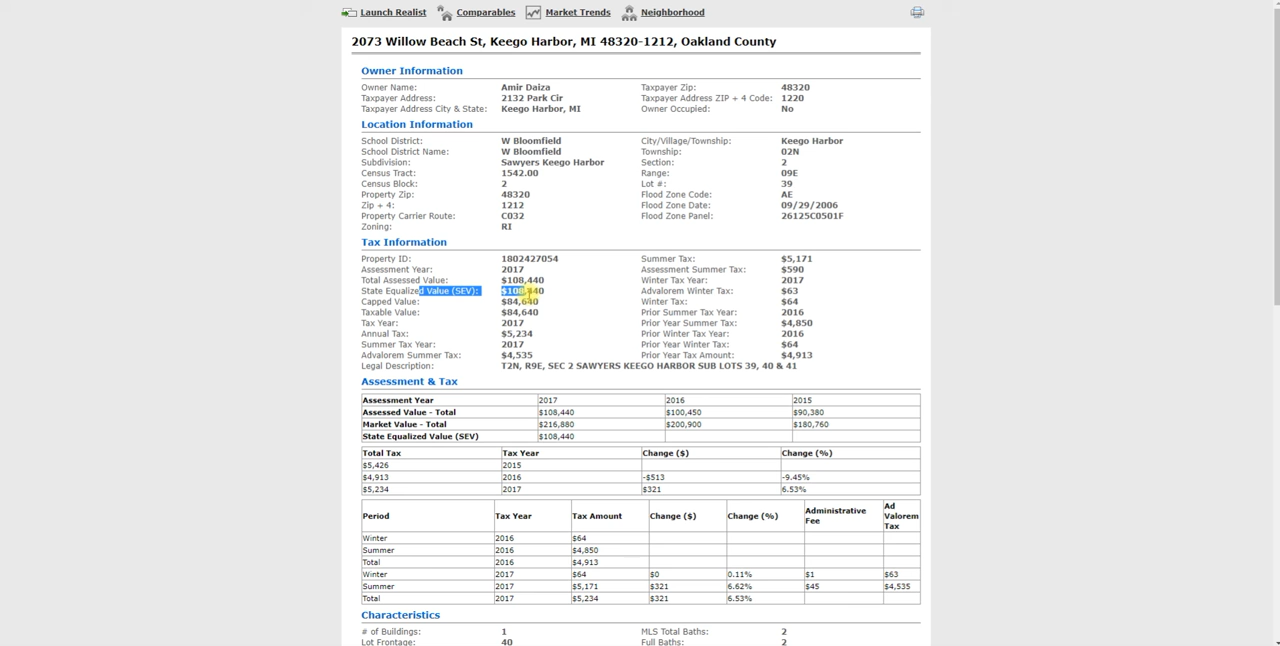 Launch Realist Comparables Market Trends Neighborhood
2073 Willow Beach St, Keego Harbor, MI 48320-1212, Oakland County
Owner Information
Owner Name: Amir Daiza Taxpayer Zip: 48320
Taxpayer Address: 2132 Park Cir Taxpayer Address ZIP + 4 Code: 1220
Taxpayer Address City & State: Keego Harbor, MI Owner Occupied: No
Location Information
School District: W Bloomfield City/Village/Township: Keego Harbor
School District Name: W Bloomfield Township: 02N
Subdivision: Sawyers Keego Harbor Section: 2
Census Tract: 1542.00 Range: 09E
Census Block: 2 Lot #: 39
Property Zip: 48320 Flood Zone Code: AE
Zip + 4: 1212 Flood Zone Date: 09/29/2006
Property Carrier Route: C032 Flood Zone Panel: 26125C0501F
Zoning: RI
Tax Information
Property ID: 1802427054 Summer Tax: $5,171
Assessment Year: 2017 Assessment Summer Tax: $590
Total Assessed Value: $108,440 Winter Tax Year: 2017
State Equalized Value (SEV): $108,440 Advalorem Winter Tax: $63
Capped Value: $84,640 Winter Tax: $64
Taxable Value: $84,640 Prior Summer Tax Year: 2016
Tax Year: 2017 Prior Year Summer Tax: $4,850
Annual Tax: $5,234 Prior Winter Tax Year: 2016
Summer Tax Year: 2017 Prior Year Winter Tax: $64
Advalorem Summer Tax: $4,535 Prior Year Tax Amount: $4,913
Legal Description: T2N, R9E, SEC 2 SAWYERS KEEGO HARBOR SUB LOTS 39, 40 & 41
Assessment & Tax
Assessment Year 2017 2016 2015
Assessed Value - Total $108,440 $100,450 $90,380
Market Value - Total $216,880 $200,900 $180,760
State Equalized Value (SEV) $108,440
Total Tax Tax Year Change ($) Change (%)
$5,426 2015
$4,913 2016 -$513 -9.45%
$5,234 2017 $321 6.53%
Period Tax Year Tax Amount Change ($) Change (%) Administrative Fee Ad Valorem Tax
Winter 2016 $64
Summer 2016 $4,850
Total 2016 $4,913
Winter 2017 $64 $0 0.11% $1 $63
Summer 2017 $5,171 $321 6.62% $45 $4,535
Total 2017 $5,234 $321 6.53%
Characteristics
# of Buildings: 1 MLS Total Baths: 2
Lot Frontage: 40 Full Baths: 2